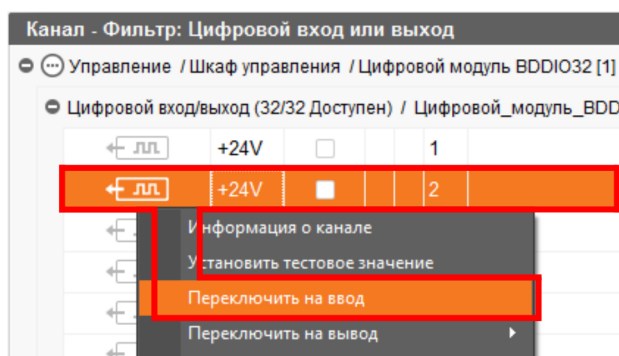 Канал - Фильтр: Цифровой вход или выход
Управление / Шкаф управления / Цифровой модуль BDDIO32 [1]
Цифровой вход/выход (32/32 Доступен) / Цифровой_модуль_BDD
+24V 1
+24V 2
Информация о канале
Установить тестовое значение
Переключить на ввод
Переключить на вывод